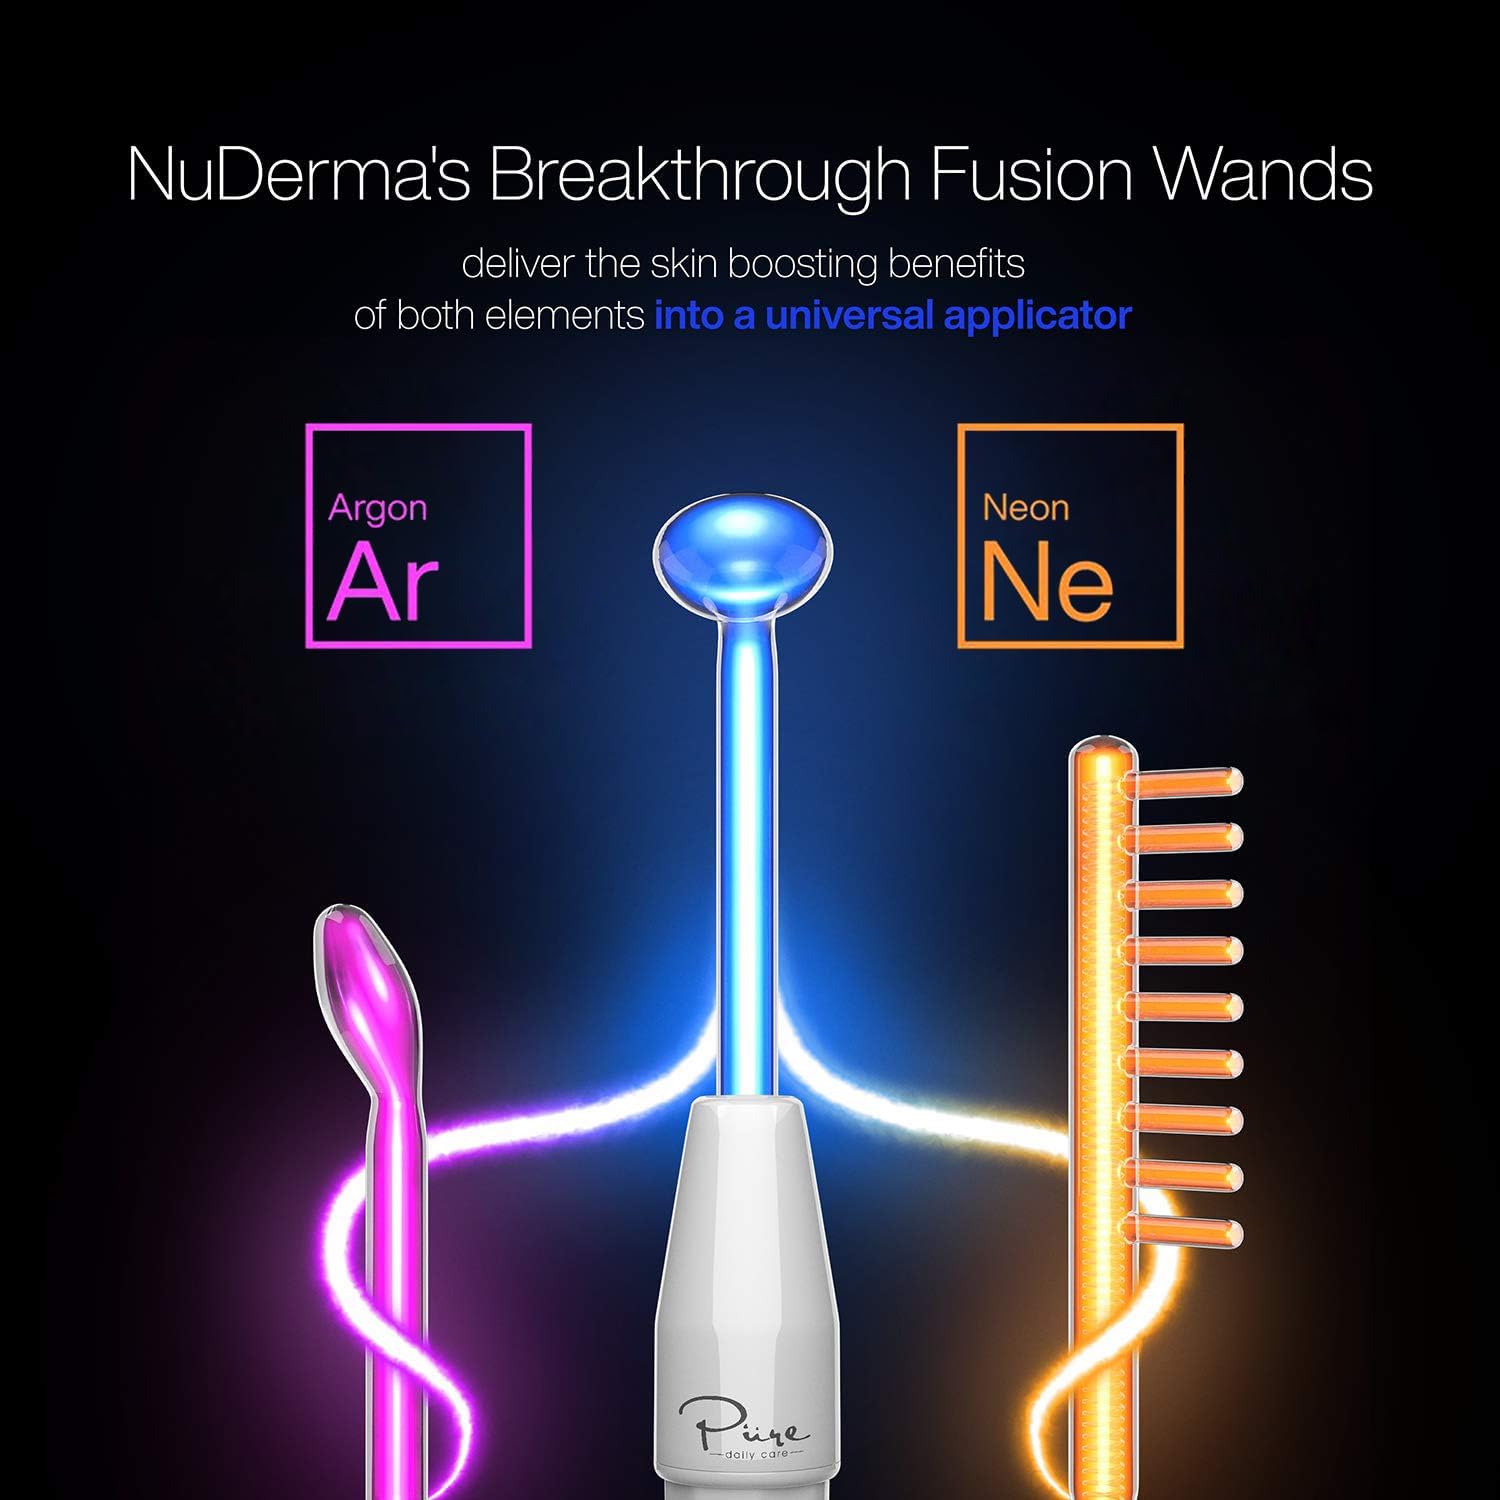 NuDerma's Breakthrough Fusion Wands
deliver the skin boosting benefits
of both elements into a universal applicator
Argon
Ar
Neon
Ne
Püre
daily care